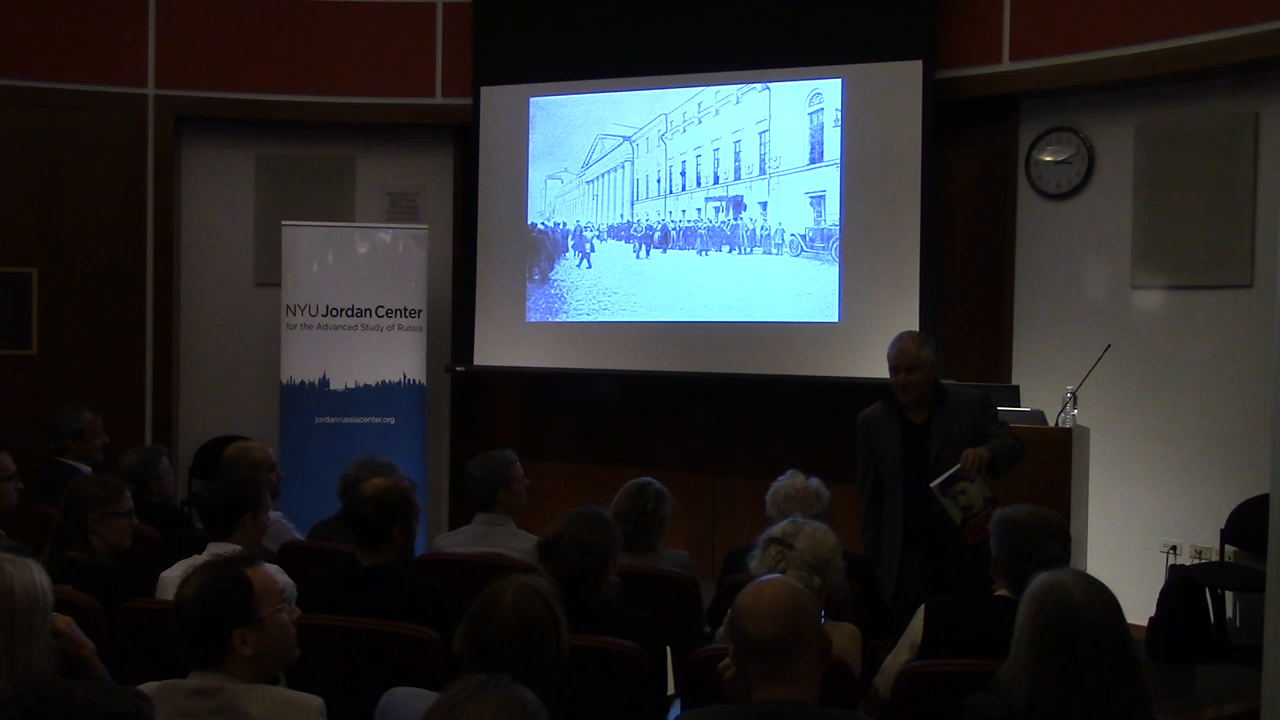 NYU Jordan Center
for the Advanced Study of Russia
jordanrussiacenter.org